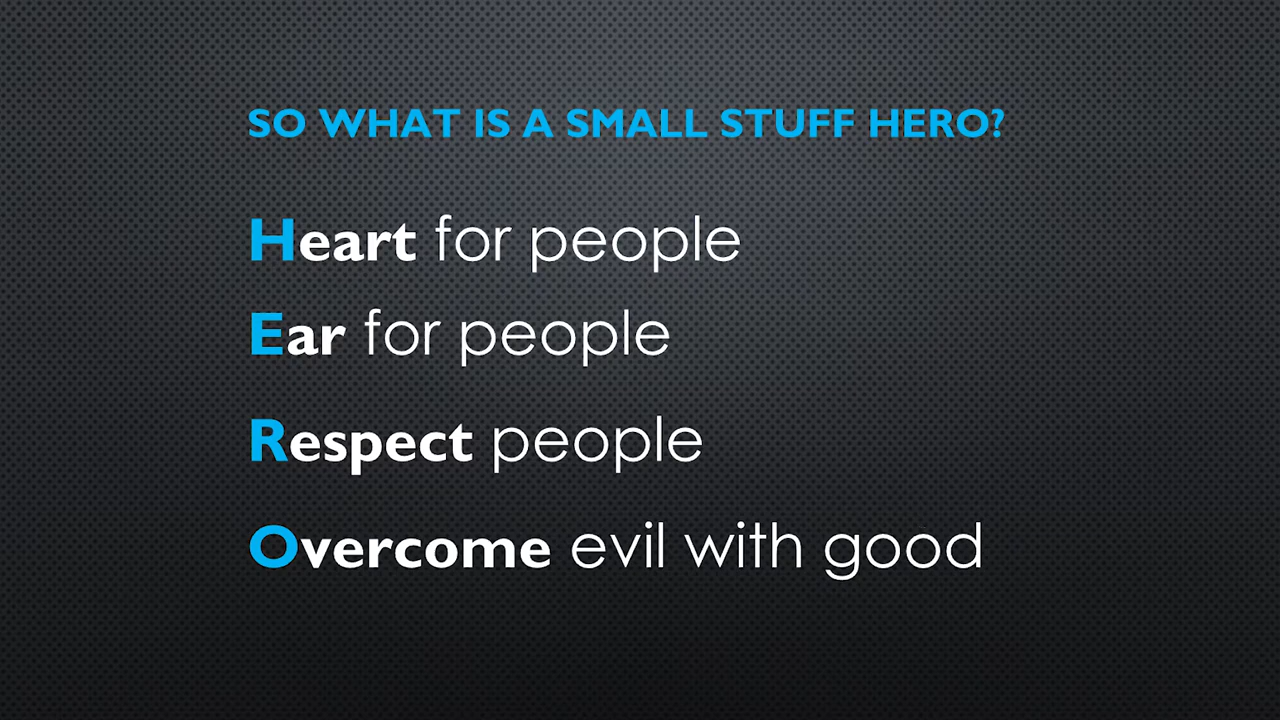 SO WHAT IS A SMALL STUFF HERO?
Heart for people
Ear for people
Respect people
Overcome evil with good